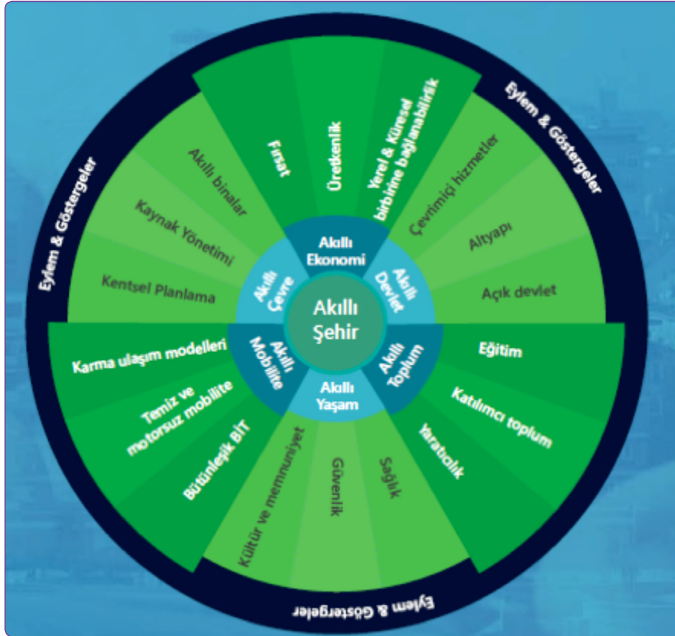 Eylem & Göstergeler
Eylem & Göstergeler
Eylem & Göstergeler
Akıllı
Şehir
Akıllı
Ekonomi
Fırsat
Üretkenlik
Yerel & Küresel
birbirine bağlanabilirlik
Akıllı
Devlet
Çevrimiçi hizmetler
Altyapı
Açık devlet
Akıllı
Toplum
Eğitim
Katılımcı toplum
Yaratıcılık
Akıllı
Yaşam
Sağlık
Güvenlik
Kültür ve memnuniyet
Akıllı
Mobilite
Bütünleşik BİT
Temiz ve
motorsuz mobilite
Karma ulaşım modelleri
Akıllı
Çevre
Kentsel Planlama
Kaynak Yönetimi
Akıllı binalar